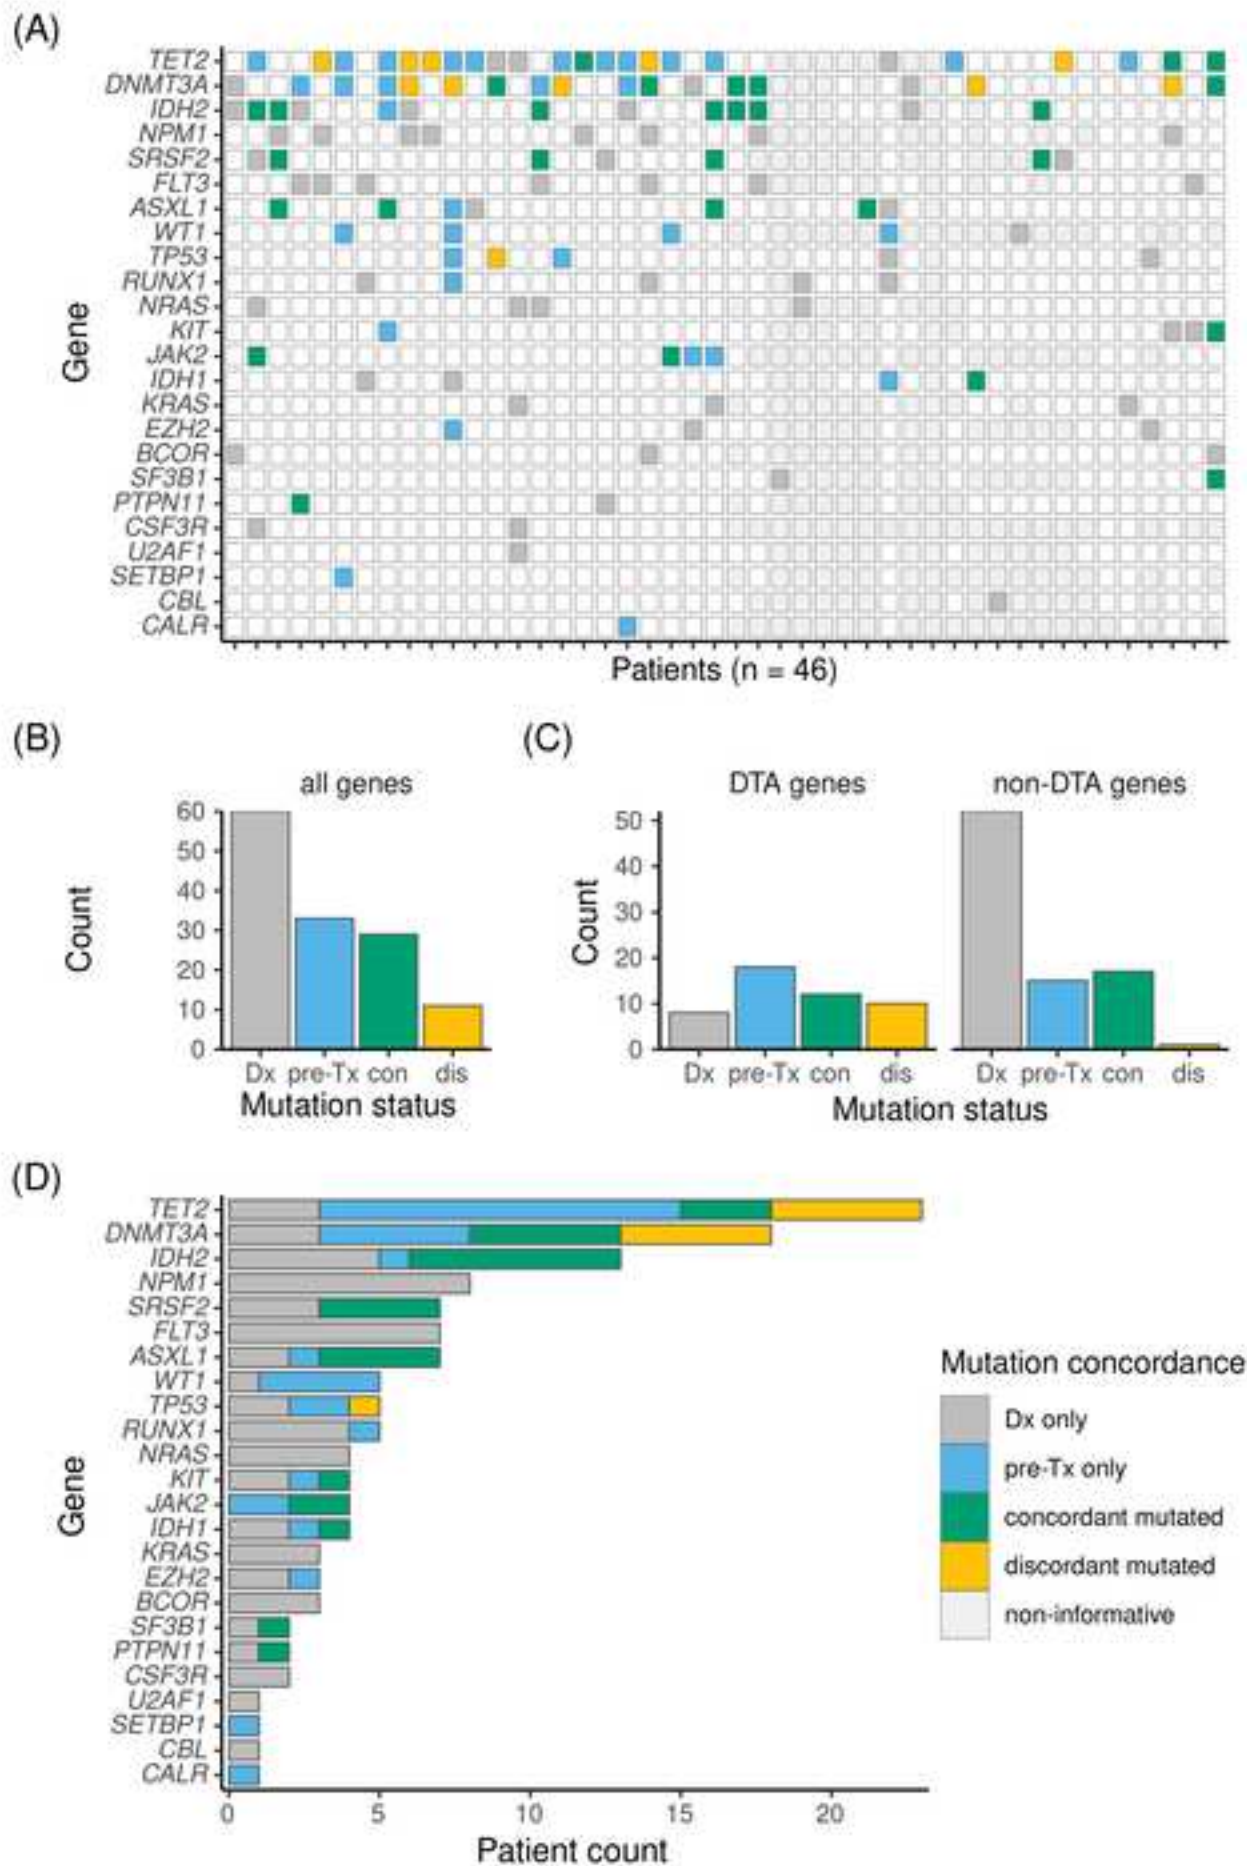 (A)
TET2
DNMT3A
IDH2
NPM1
SRSF2
FLT3
ASXL1
WT1
TP53
RUNX1
NRAS
KIT
JAK2
IDH1
KRAS
EZH2
BCOR
SF3B1
PTPN11
CSF3R
U2AF1
SETBP1
CBL
CALR
Gene
Patients (n = 46)
(B)
all genes
60
50
40
30
20
10
0
Count
Dx pre-Tx con dis
Mutation status
(C)
DTA genes
non-DTA genes
50
40
30
20
10
0
Count
Dx pre-Tx con dis
Dx pre-Tx con dis
Mutation status
(D)
TET2
DNMT3A
IDH2
NPM1
SRSF2
FLT3
ASXL1
WT1
TP53
RUNX1
NRAS
KIT
JAK2
IDH1
KRAS
EZH2
BCOR
SF3B1
PTPN11
CSF3R
U2AF1
SETBP1
CBL
CALR
Gene
0 5 10 15 20
Patient count
Mutation concordance
Dx only
pre-Tx only
concordant mutated
discordant mutated
non-informative